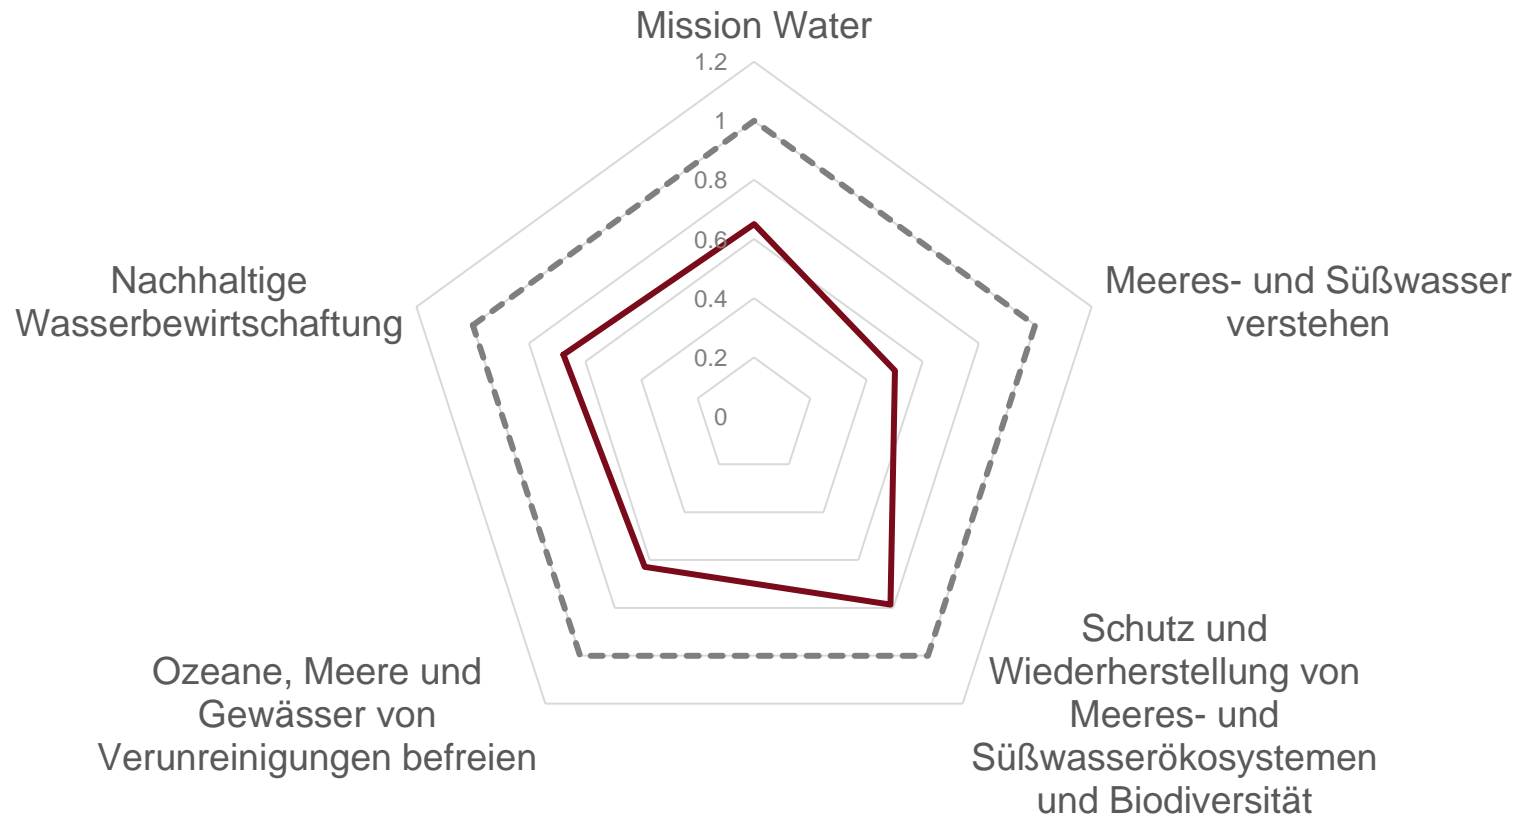 Mission Water
1.2
1
0.8
0.6
0.4
0.2
0
Meeres- und Süßwasser
verstehen
Schutz und
Wiederherstellung von
Meeres- und
Süßwasserökosystemen
und Biodiversität
Ozeane, Meere und
Gewässer von
Verunreinigungen befreien
Nachhaltige
Wasserbewirtschaftung